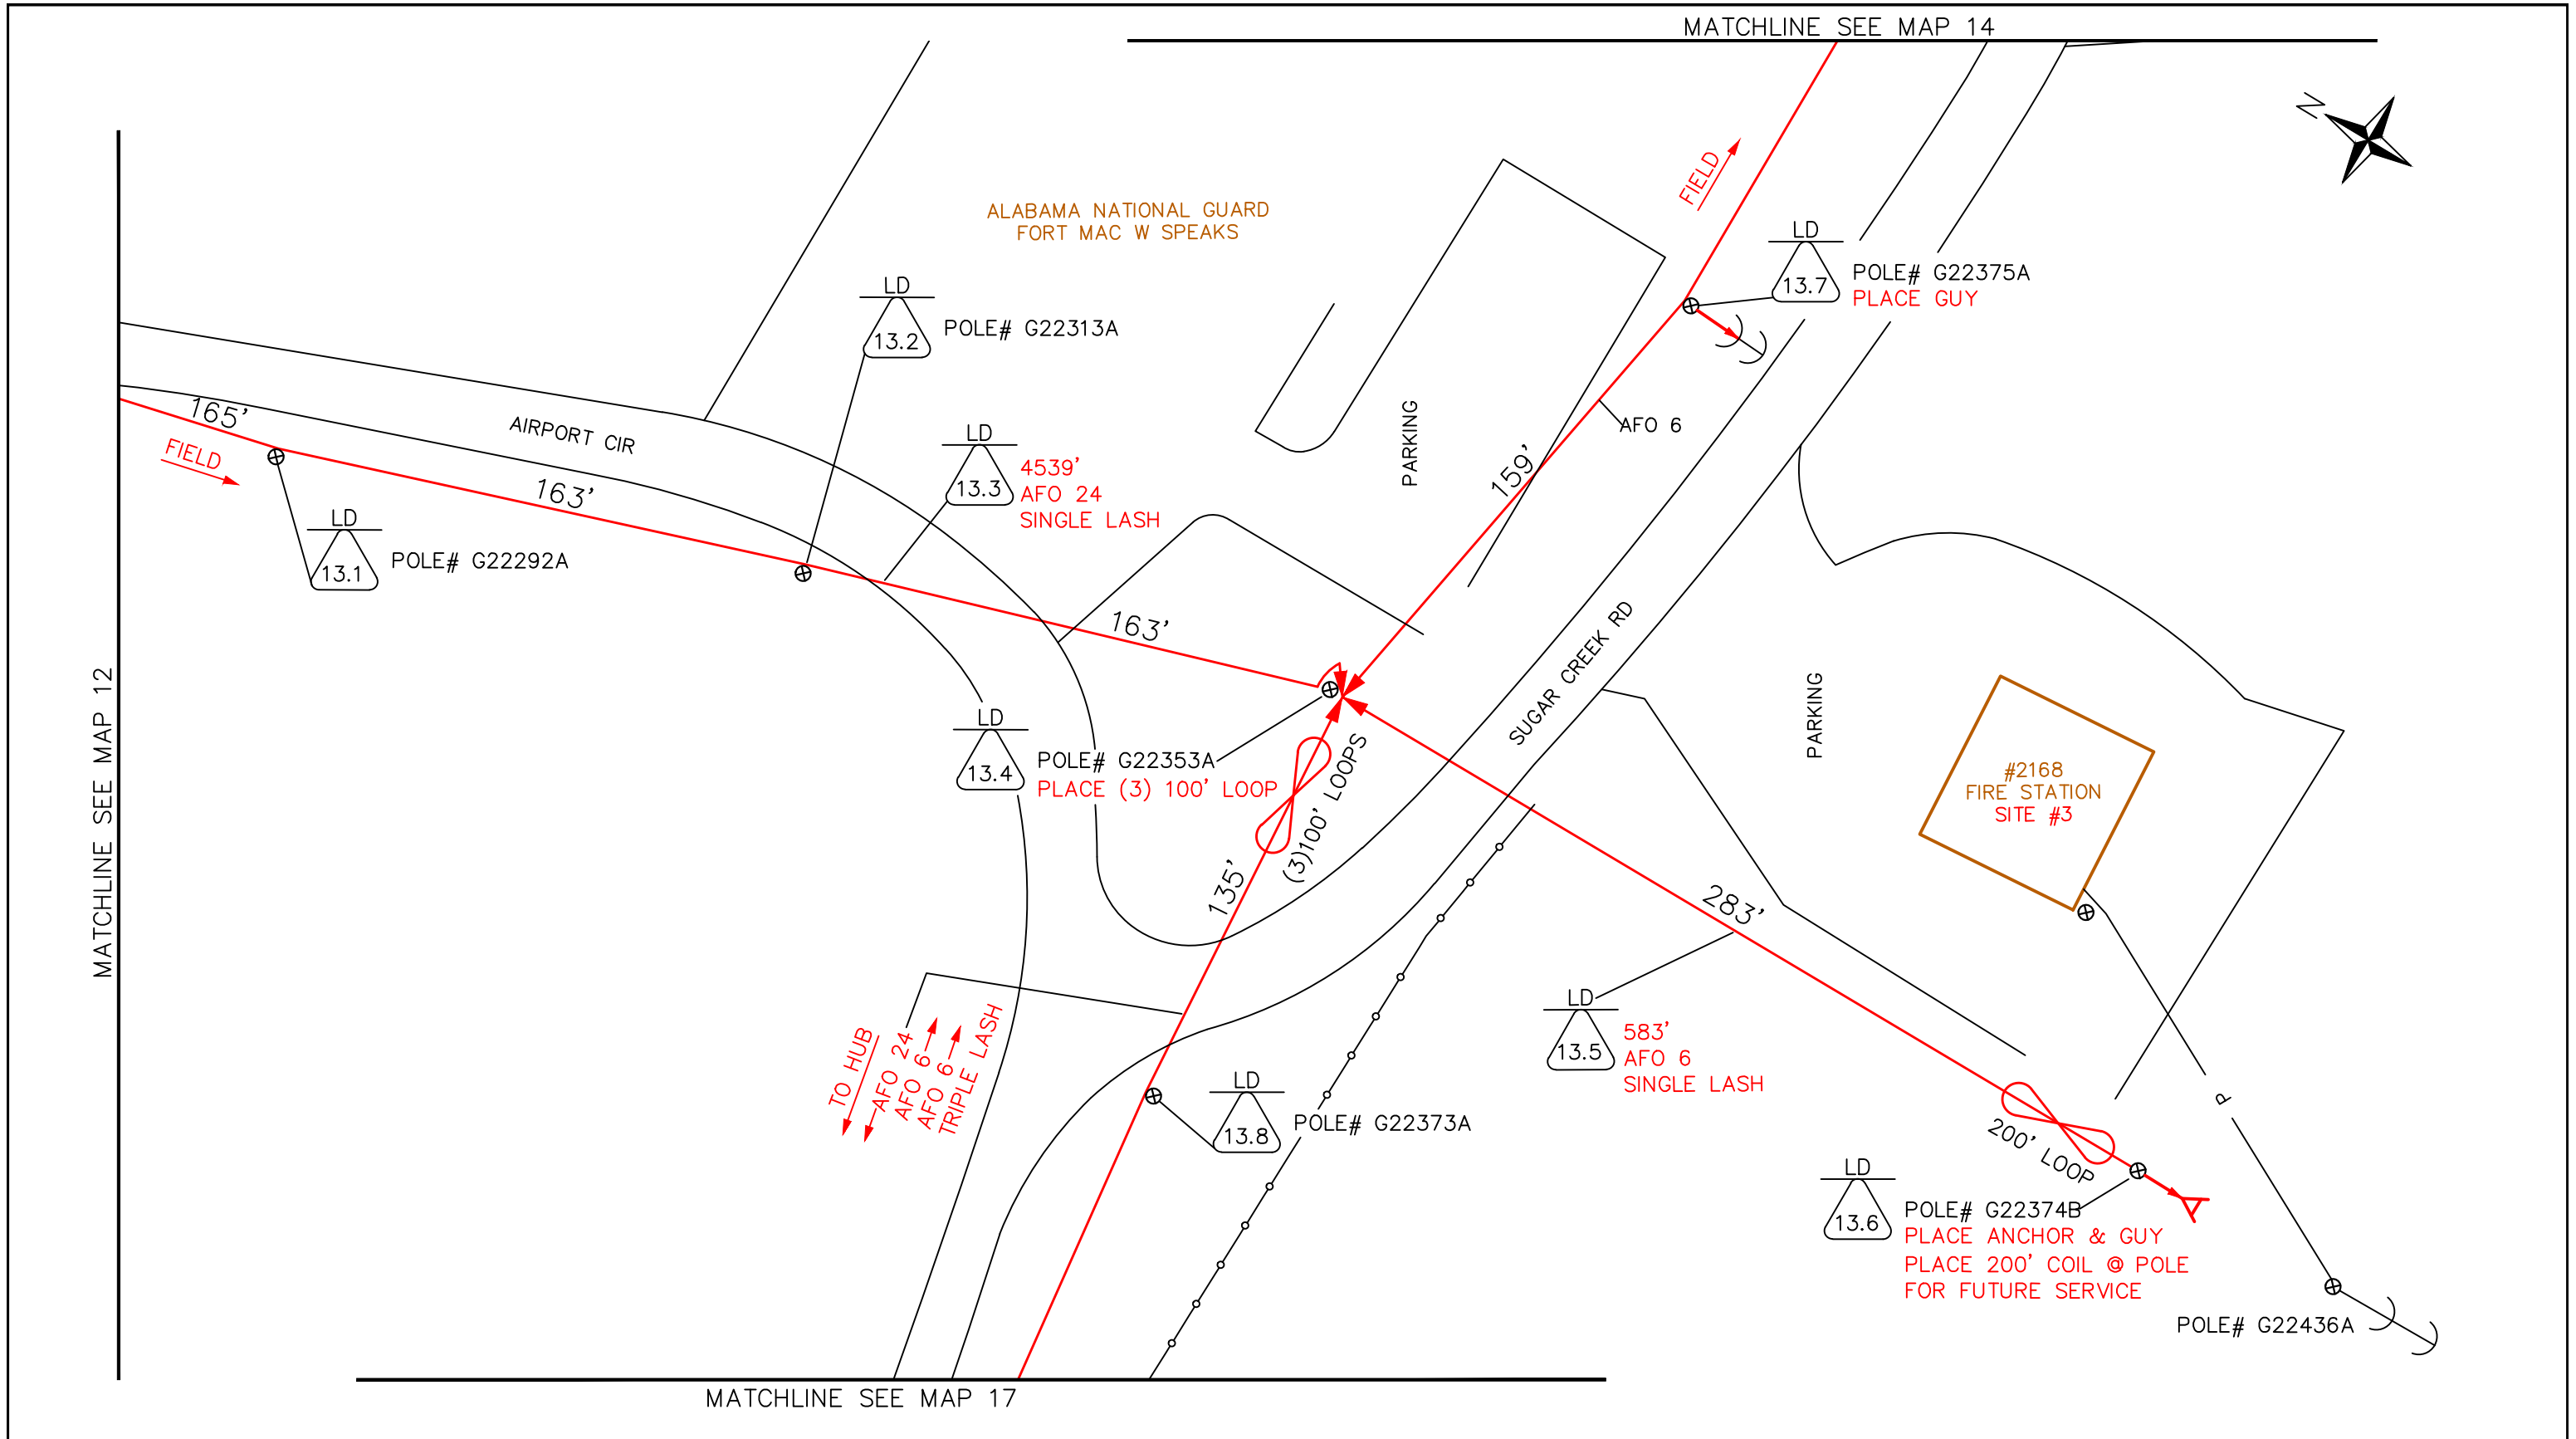 MATCHLINE SEE MAP 14
N
ALABAMA NATIONAL GUARD
FORT MAC W SPEAKS
FIELD
LD
13.7
POLE# G22375A
PLACE GUY
LD
13.2
POLE# G22313A
165'
FIELD
AIRPORT CIR
163'
LD
13.3
4539'
AFO 24
SINGLE LASH
PARKING
159'
AFO 6
LD
13.1
POLE# G22292A
163'
MATCHLINE SEE MAP 12
LD
13.4
POLE# G22353A
PLACE (3) 100' LOOP
(3)100' LOOPS
135'
SUGAR CREEK RD
PARKING
#2168
FIRE STATION
SITE #3
283'
TO HUB
AFO 24
AFO 6
AFO 6
TRIPLE LASH
LD
13.5
583'
AFO 6
SINGLE LASH
LD
13.8
POLE# G22373A
P
200' LOOP
LD
13.6
POLE# G22374B
PLACE ANCHOR & GUY
PLACE 200' COIL @ POLE
FOR FUTURE SERVICE
POLE# G22436A
MATCHLINE SEE MAP 17